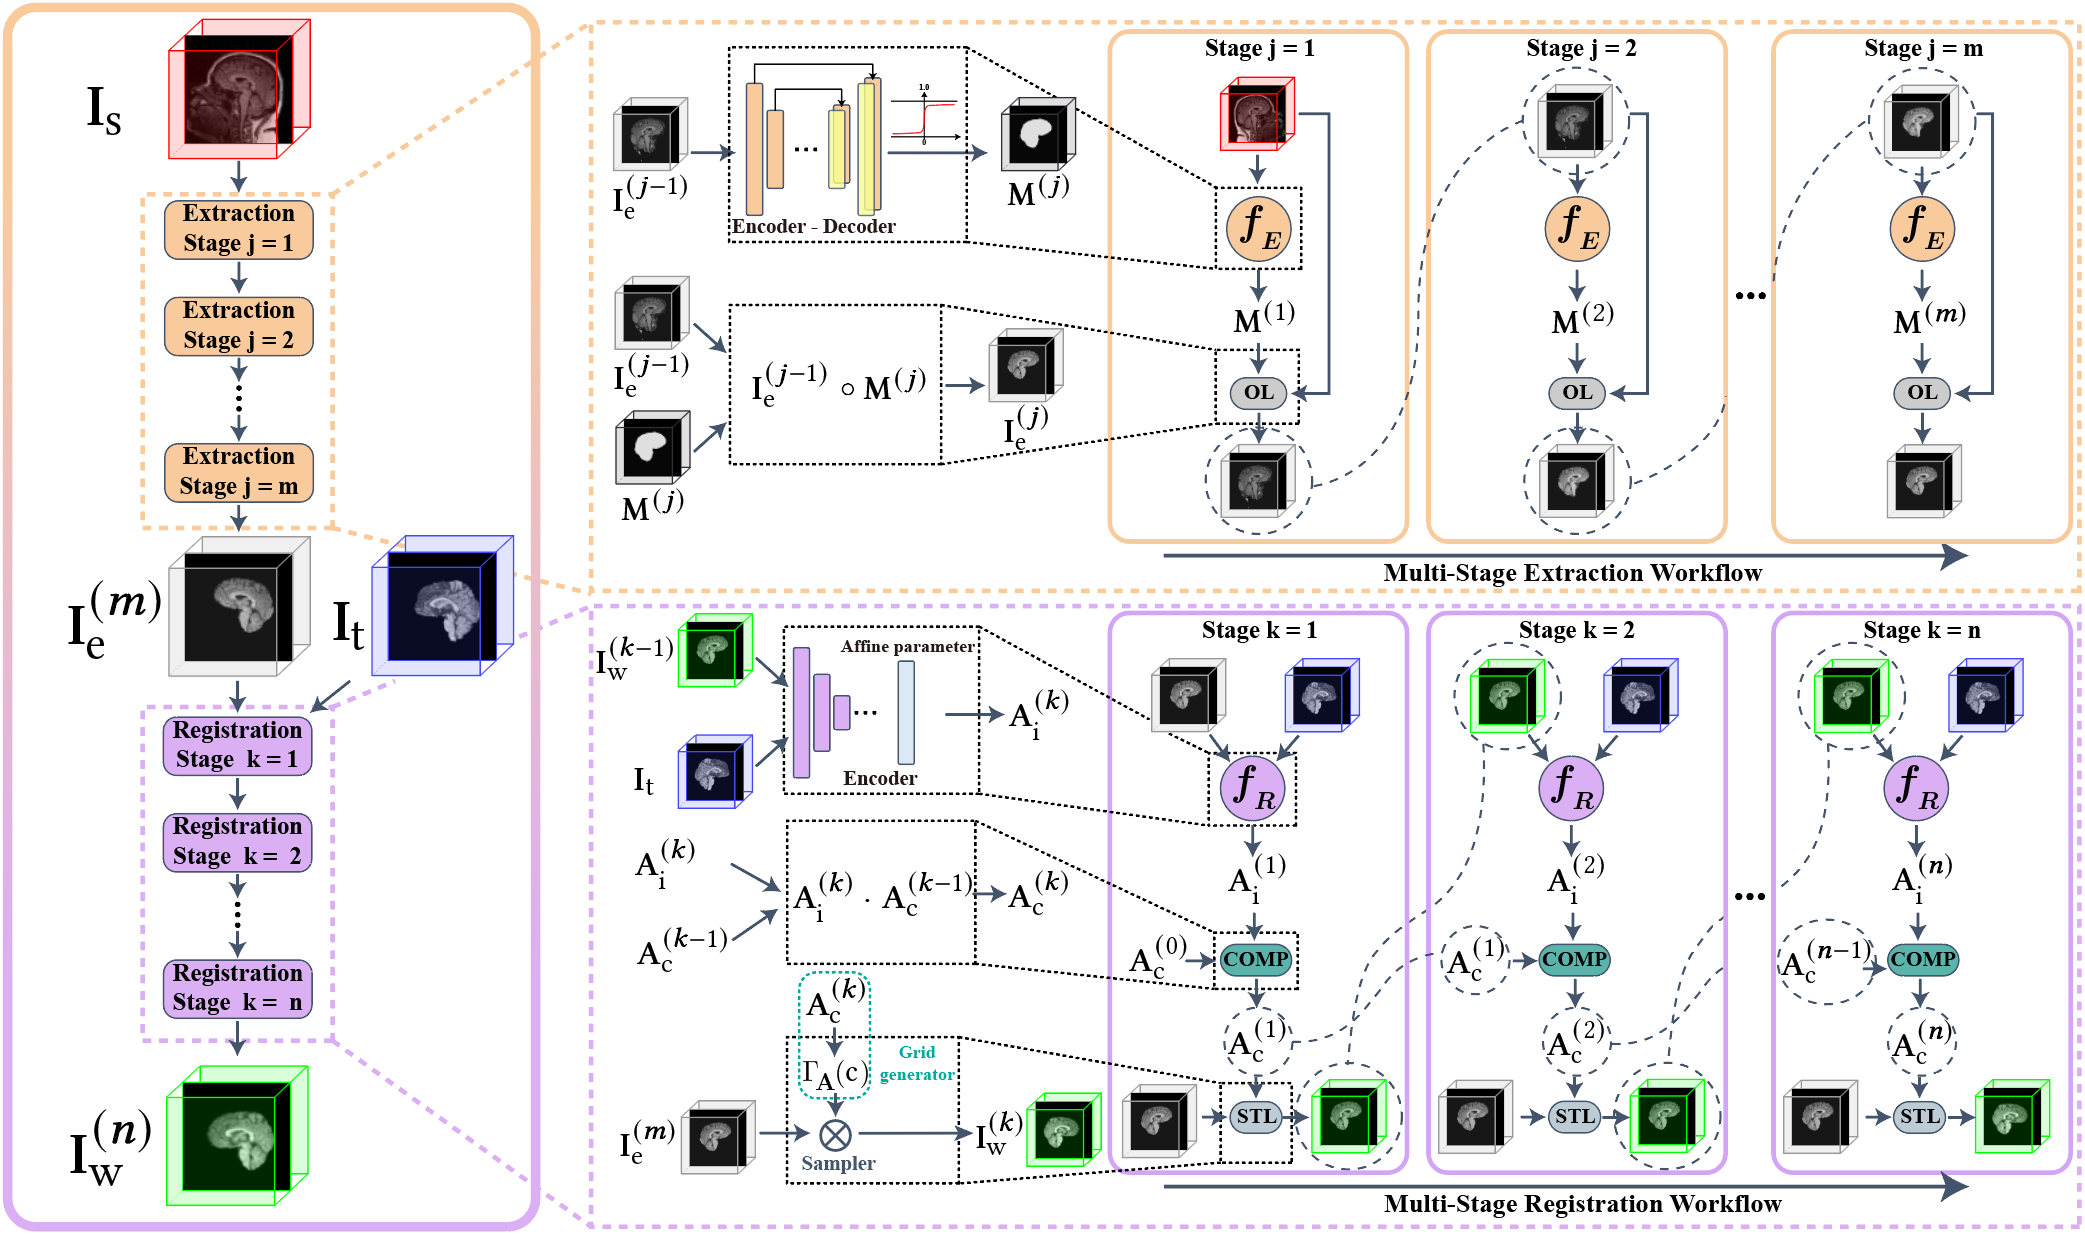 I_s
Extraction
Stage j = 1
Extraction
Stage j = 2
Extraction
Stage j = m
I_e^(m)
I_t
Registration
Stage k = 1
Registration
Stage k = 2
Registration
Stage k = n
I_w^(n)
I_e^(j−1)
1.0
0
Encoder - Decoder
M^(j)
I_e^(j−1)
M^(j)
I_e^(j−1) ∘ M^(j)
I_e^(j)
Stage j = 1
f_E
M^(1)
OL
Stage j = 2
f_E
M^(2)
OL
...
Stage j = m
f_E
M^(m)
OL
Multi-Stage Extraction Workflow
I_w^(k−1)
I_t
Affine parameter
...
Encoder
A_i^(k)
A_i^(k)
A_c^(k−1)
A_i^(k) · A_c^(k−1)
A_c^(k)
A_c^(k)
Γ_A(c)
Grid
generator
I_e^(m)
Sampler
I_w^(k)
Stage k = 1
f_R
A_i^(1)
A_c^(0)
COMP
A_c^(1)
STL
Stage k = 2
f_R
A_i^(2)
A_c^(1)
COMP
A_c^(2)
STL
...
Stage k = n
f_R
A_i^(n)
A_c^(n−1)
COMP
A_c^(n)
STL
Multi-Stage Registration Workflow